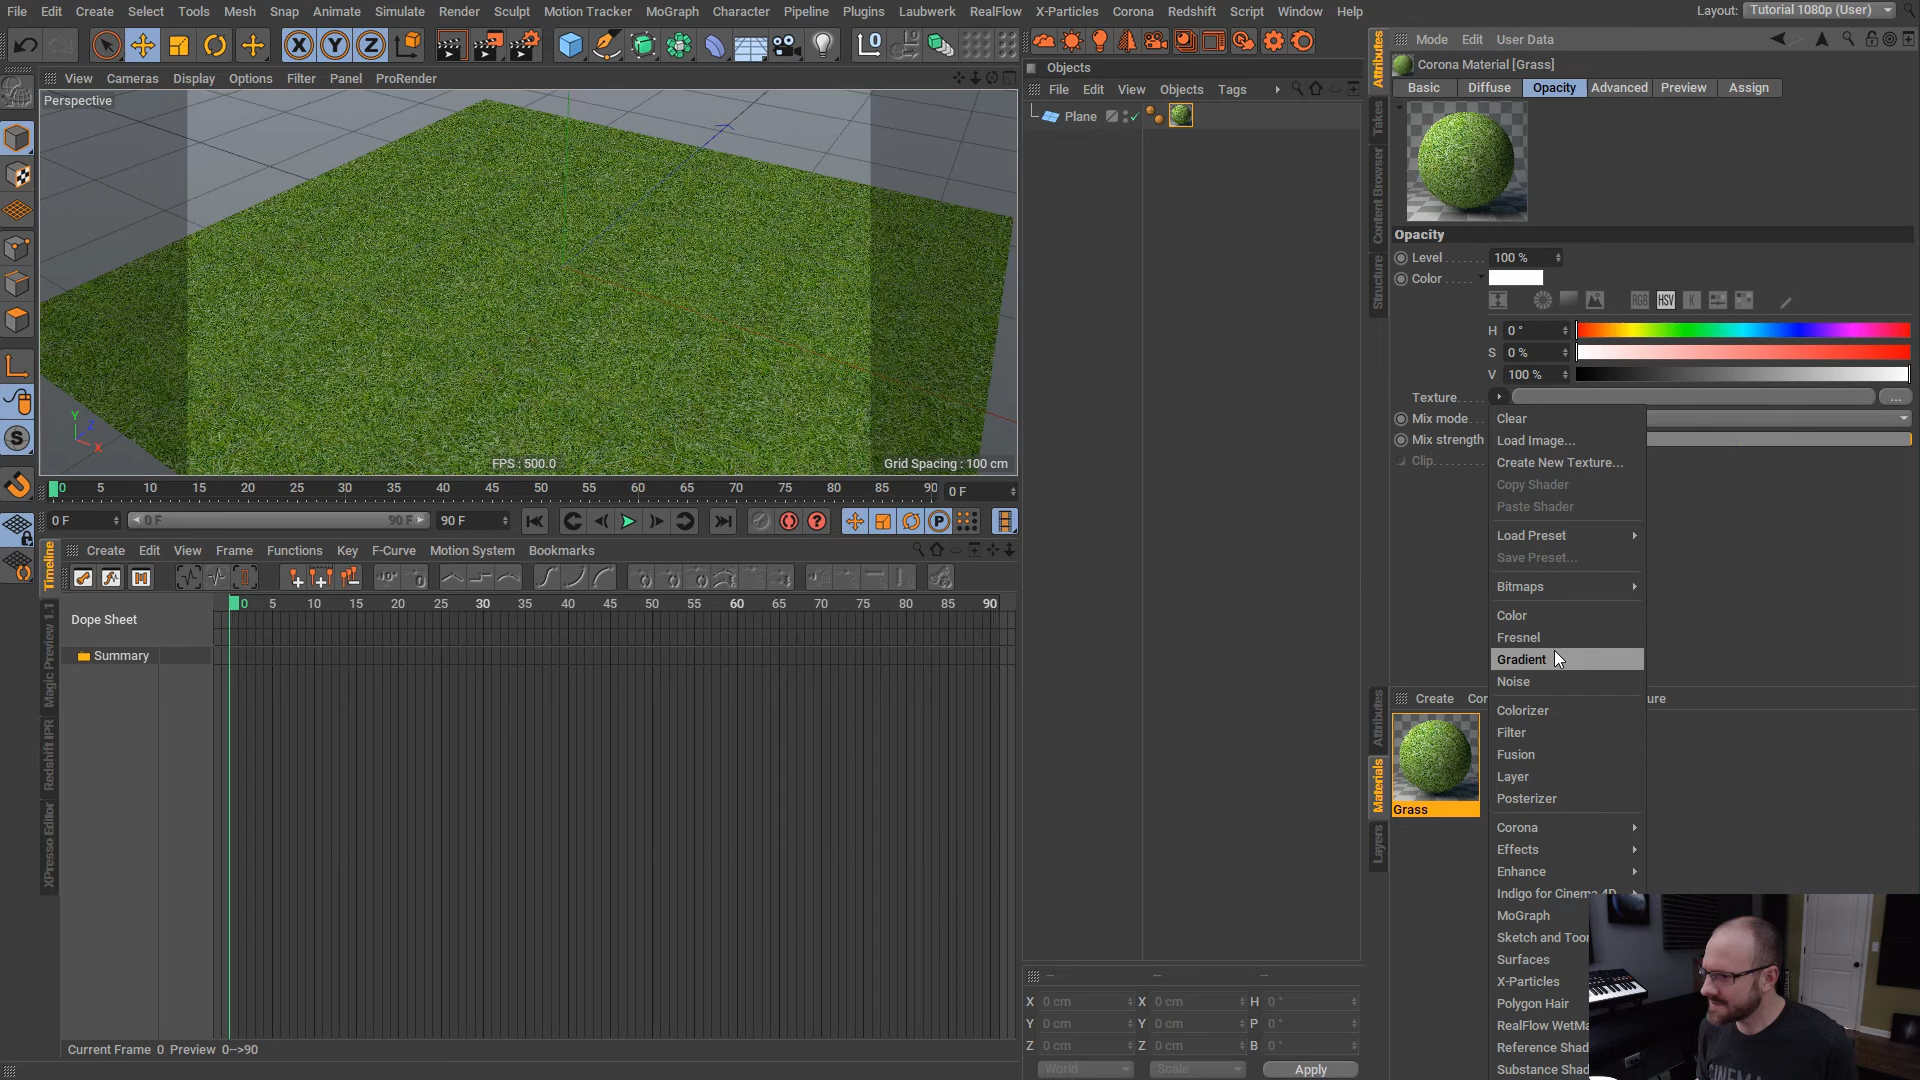 File Edit Create Select Tools Mesh Snap Animate Simulate Render Sculpt Motion Tracker MoGraph Character Pipeline Plugins Laubwerk RealFlow X-Particles Corona Redshift Script Window Help
Layout: Tutorial 1080p (User)
X Y Z
View Cameras Display Options Filter Panel ProRender
Perspective
FPS : 500.0
Grid Spacing : 100 cm
Y
Z
X
0 5 10 15 20 25 30 35 40 45 50 55 60 65 70 75 80 85 90 0 F
0 F 0 F 90 F 90 F
Create Edit View Frame Functions Key F-Curve Motion System Bookmarks
0 5 10 15 20 25 30 35 40 45 50 55 60 65 70 75 80 85 90
Dope Sheet
Summary
Current Frame 0 Preview 0-->90
Timeline
Magic Preview 1.1
Redshift IPR
XPresso Editor
Objects
File Edit View Objects Tags
Plane
X 0 cm X 0 cm H 0 °
Y 0 cm Y 0 cm P 0 °
Z 0 cm Z 0 cm B 0 °
World Scale Apply
Attributes
Takes
Content Browser
Structure
Mode Edit User Data
Corona Material [Grass]
Basic Diffuse Opacity Advanced Preview Assign
Opacity
Level 100 %
Color
RGB HSV K
H 0 °
S 0 %
V 100 %
Texture ...
Mix mode
Mix strength
Clip
Clear
Load Image...
Create New Texture...
Copy Shader
Paste Shader
Load Preset
Save Preset...
Bitmaps
Color
Fresnel
Gradient
Noise
Colorizer
Filter
Fusion
Layer
Posterizer
Corona
Effects
Enhance
Indigo for Cinema 4D
MoGraph
Sketch and Toon
Surfaces
X-Particles
Polygon Hair
RealFlow WetMa
Reference Shad
Substance Shad
Attributes
Materials
Layers
Create Cor ure
Grass